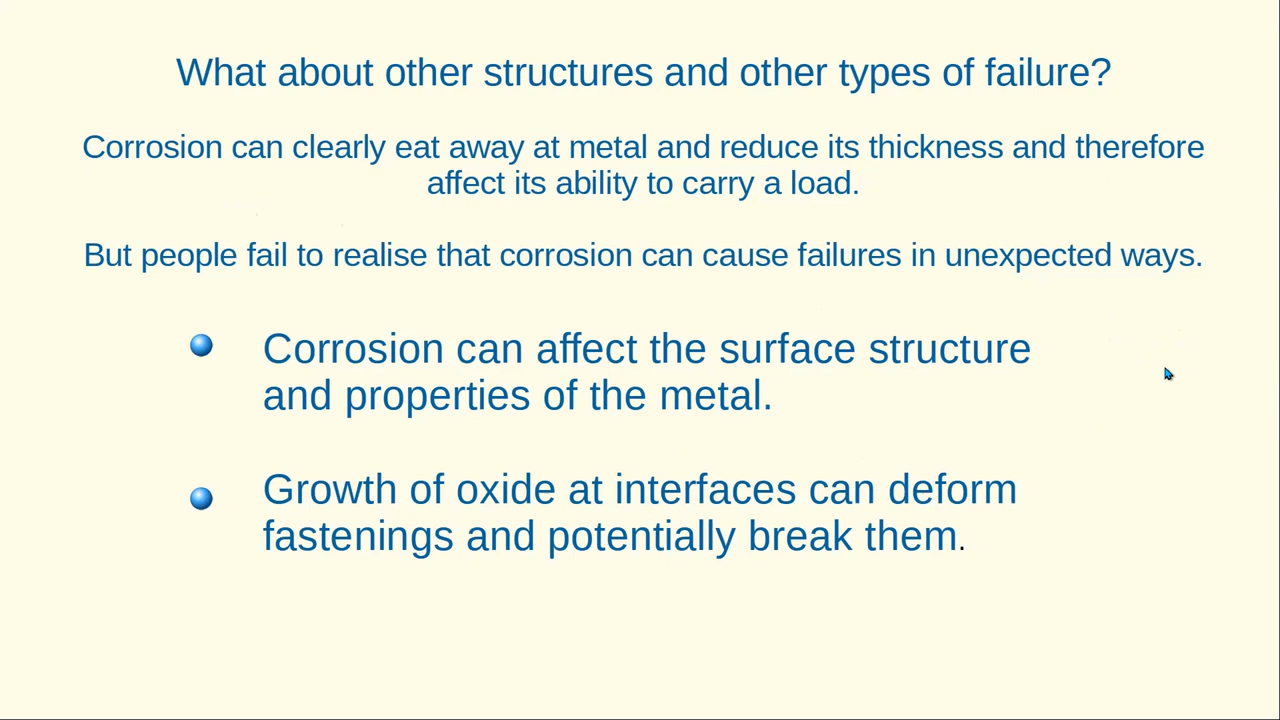 What about other structures and other types of failure?
Corrosion can clearly eat away at metal and reduce its thickness and therefore
affect its ability to carry a load.
But people fail to realise that corrosion can cause failures in unexpected ways.
Corrosion can affect the surface structure
and properties of the metal.
Growth of oxide at interfaces can deform
fastenings and potentially break them.